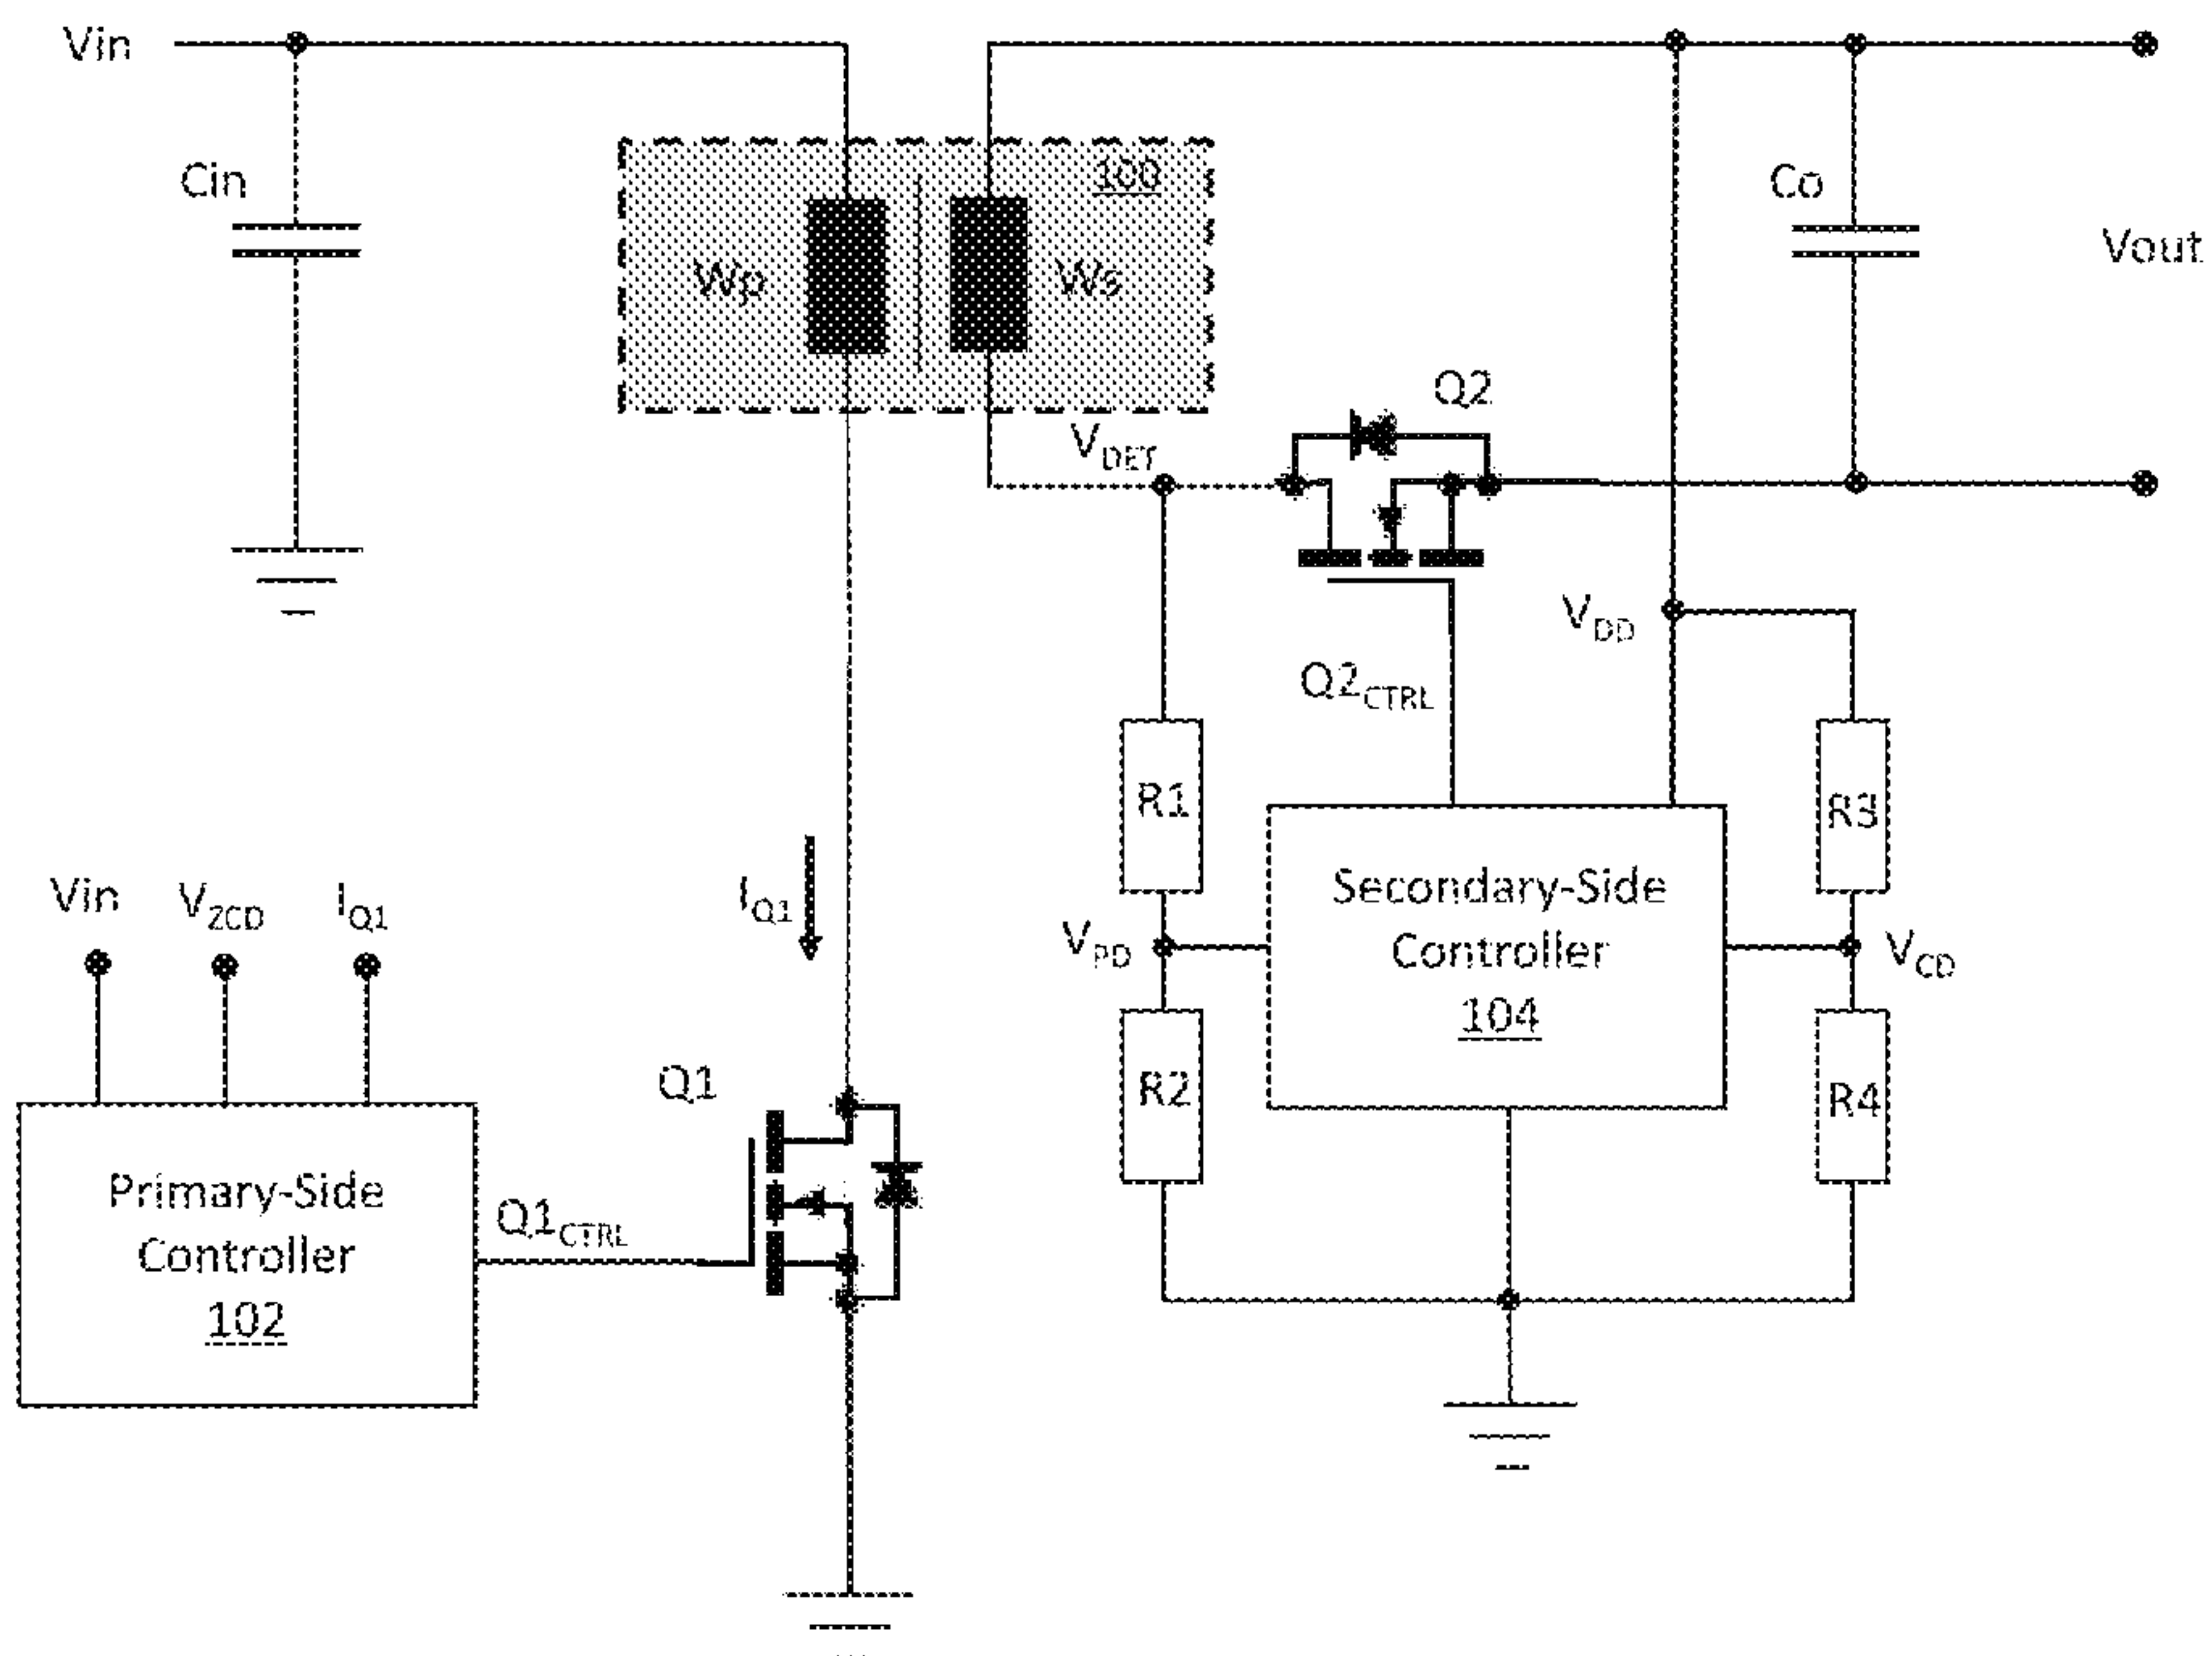 Vin
Cin
100
Wp
Ws
Co
Vout
VDET
Q2
VDD
Q2CTRL
R1
R3
Secondary-Side
Controller
104
VPD
VCD
R2
R4
Vin
VZCD
IQ1
IQ1
Q1
Primary-Side
Controller
102
Q1CTRL